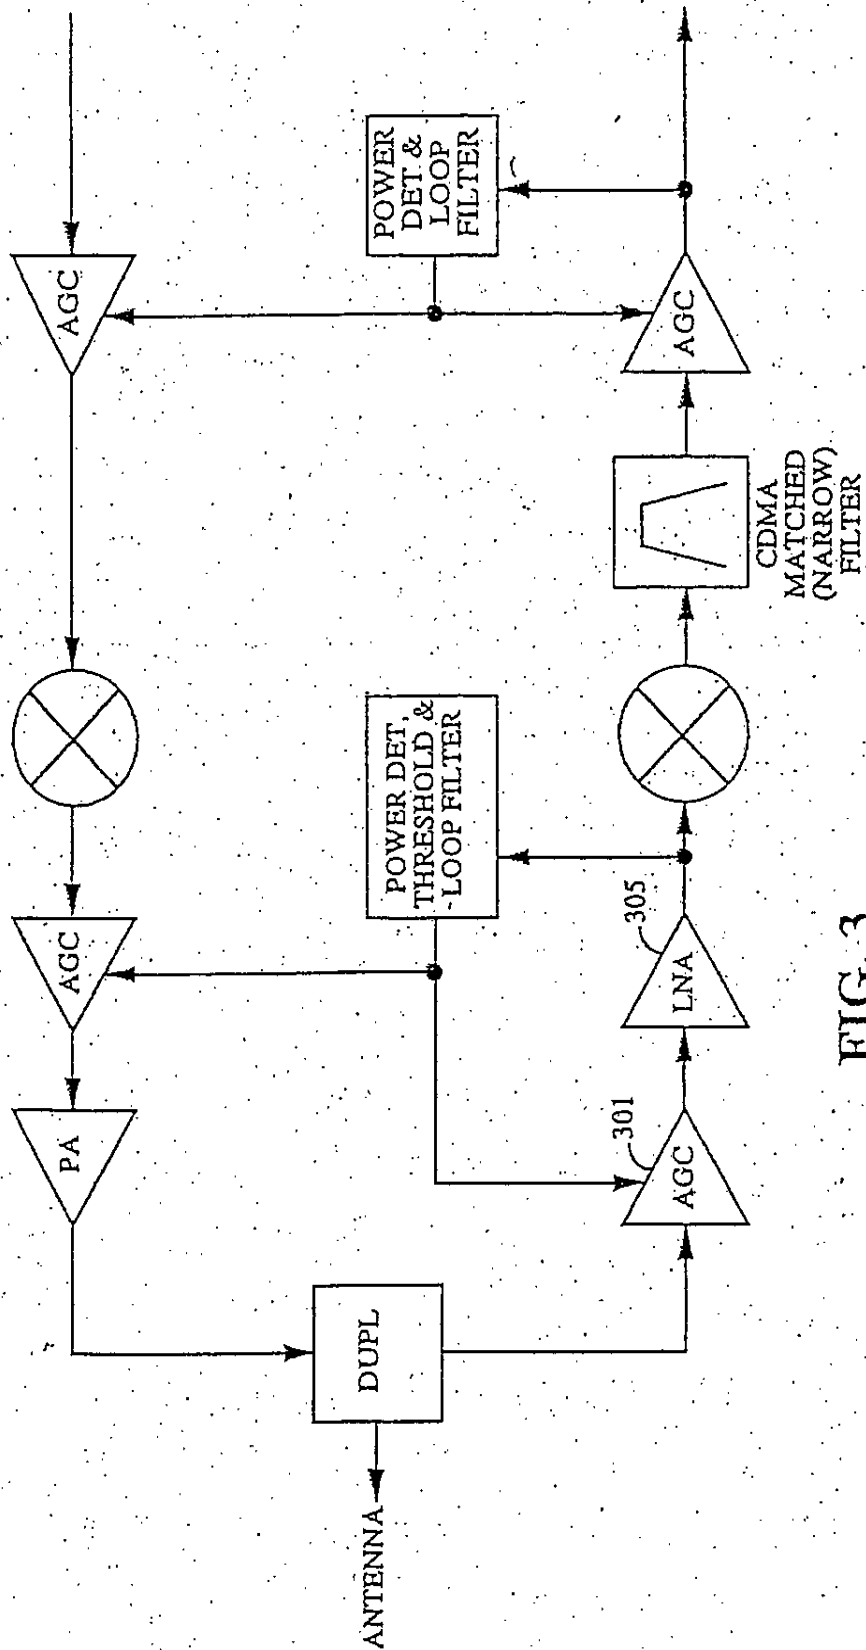 ANTENNA
DUPL
PA
AGC
AGC
POWER DET,
THRESHOLD &
LOOP FILTER
POWER
DET &
LOOP
FILTER
301
AGC
305
LNA
CDMA
MATCHED
(NARROW)
FILTER
AGC
FIG. 3